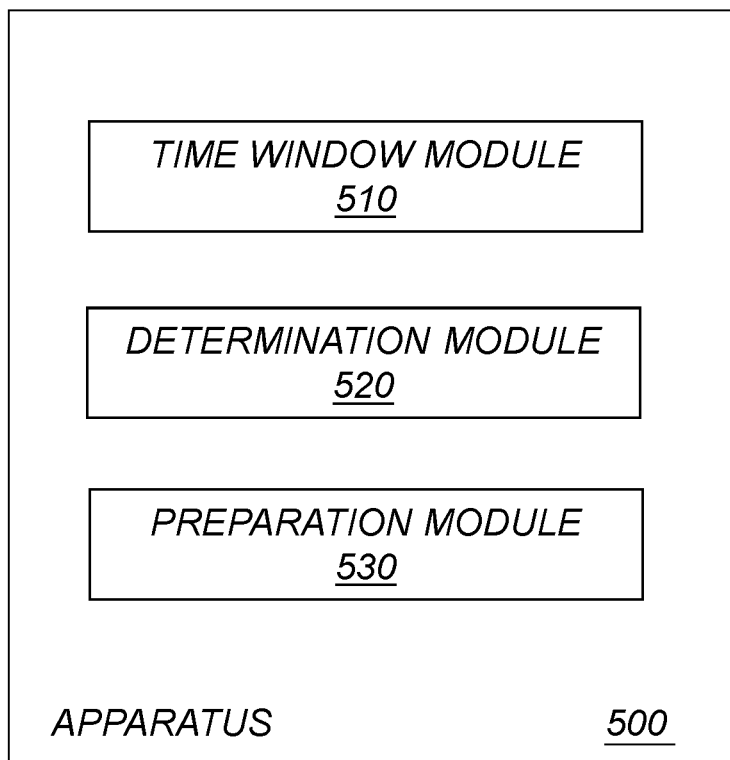 TIME WINDOW MODULE
510
DETERMINATION MODULE
520
PREPARATION MODULE
530
APPARATUS 500